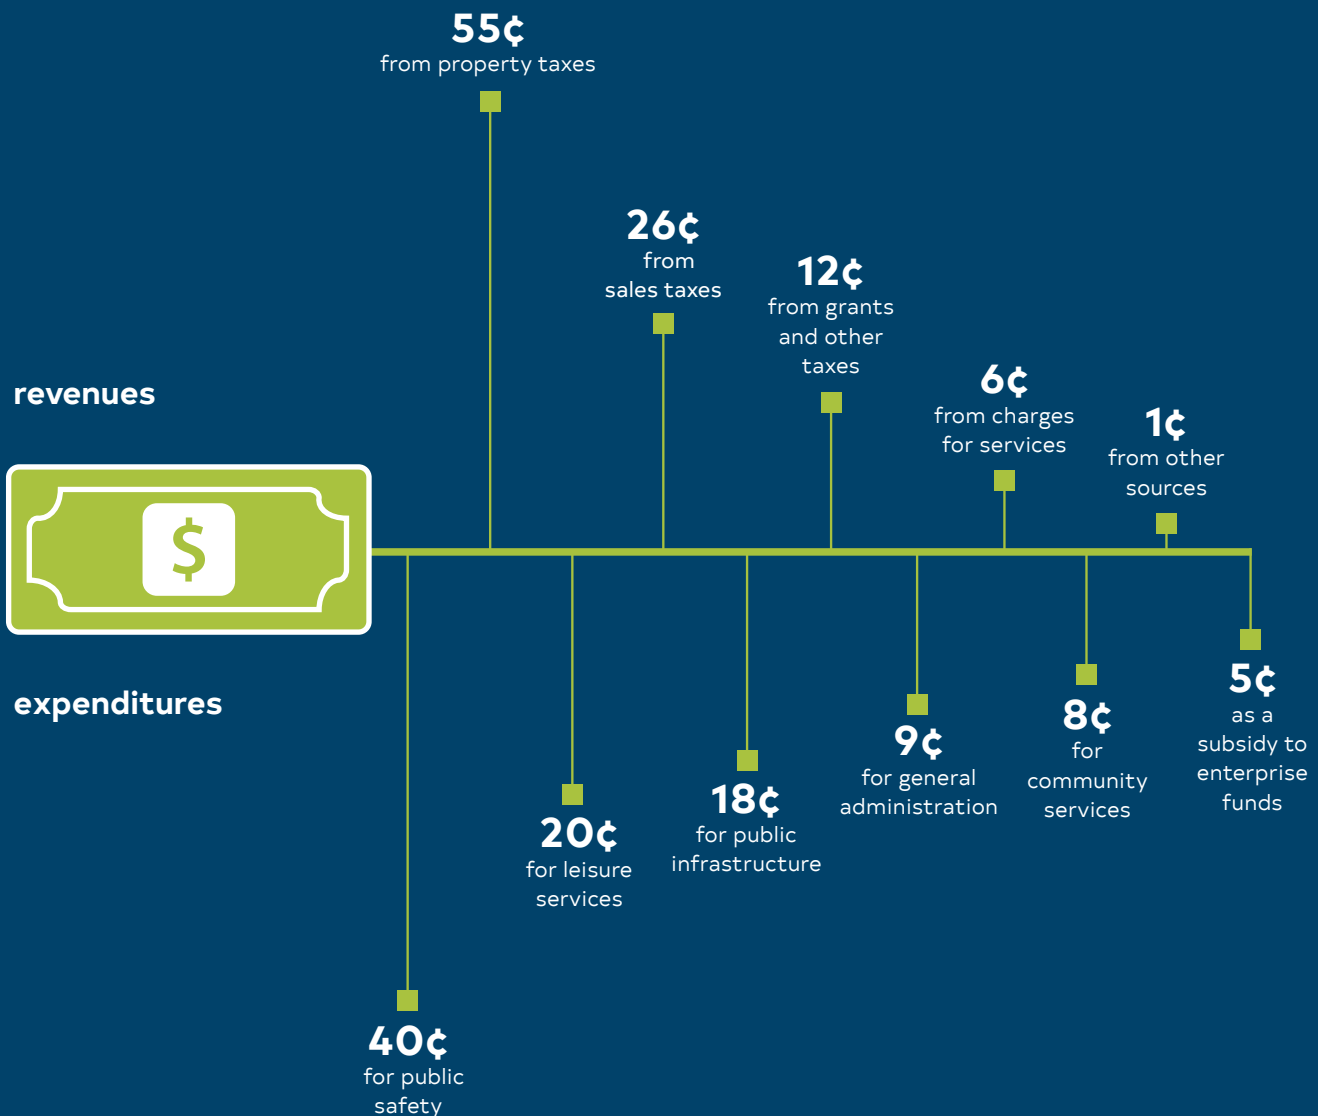 55¢
from property taxes
26¢
from
sales taxes
12¢
from grants
and other
taxes
6¢
from charges
for services
1¢
from other
sources
revenues
$
expenditures
40¢
for public
safety
20¢
for leisure
services
18¢
for public
infrastructure
9¢
for general
administration
8¢
for
community
services
5¢
as a
subsidy to
enterprise
funds